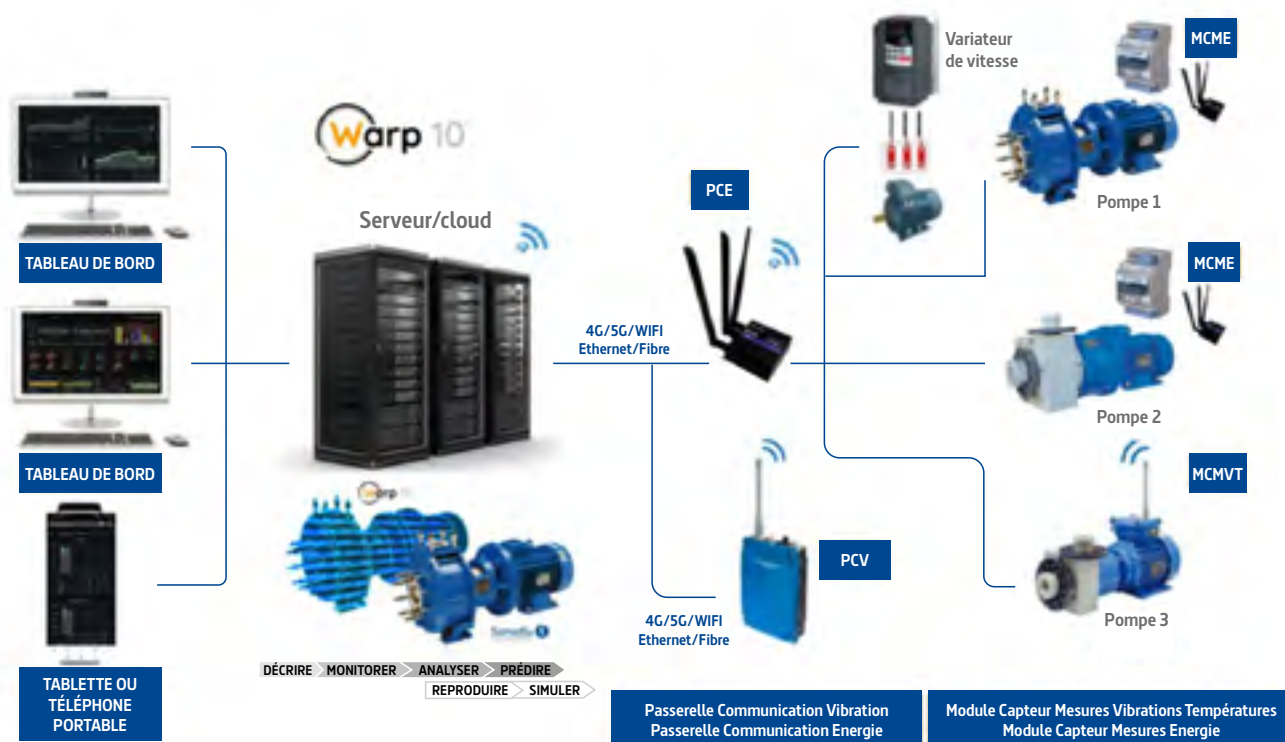 Variateur
de vitesse
MCME
Warp 10
Pompe 1
PCE
Serveur/cloud
TABLEAU DE BORD
MCME
4G/5G/WIFI
Ethernet/Fibre
Pompe 2
TABLEAU DE BORD
MCMVT
Warp 10
PCV
4G/5G/WIFI
Ethernet/Fibre
Pompe 3
DÉCRIRE MONITORER ANALYSER PRÉDIRE
REPRODUIRE SIMULER
TABLETTE OU
TÉLÉPHONE
PORTABLE
Passerelle Communication Vibration
Passerelle Communication Energie
Module Capteur Mesures Vibrations Températures
Module Capteur Mesures Energie